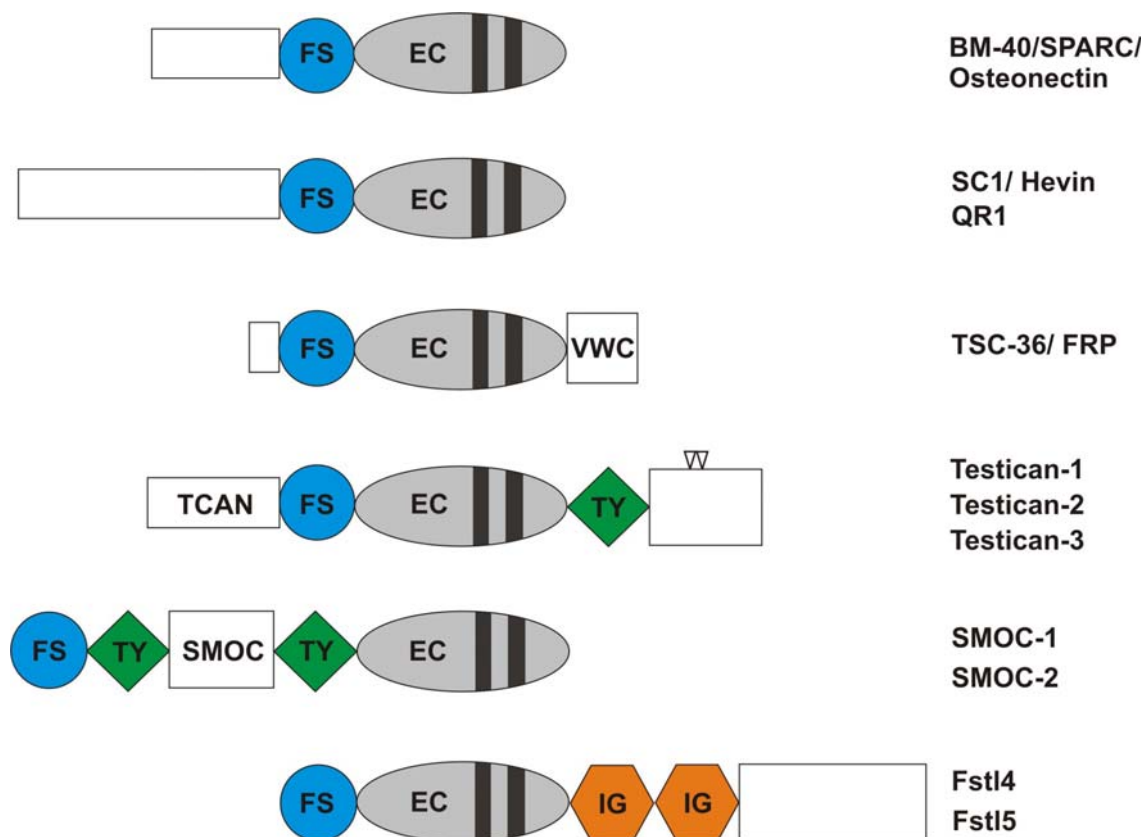 FS EC BM-40/SPARC/
Osteonectin
FS EC SC1/ Hevin
QR1
FS EC VWC TSC-36/ FRP
TCAN FS EC TY Testican-1
Testican-2
Testican-3
FS TY SMOC TY EC SMOC-1
SMOC-2
FS EC IG IG Fstl4
Fstl5